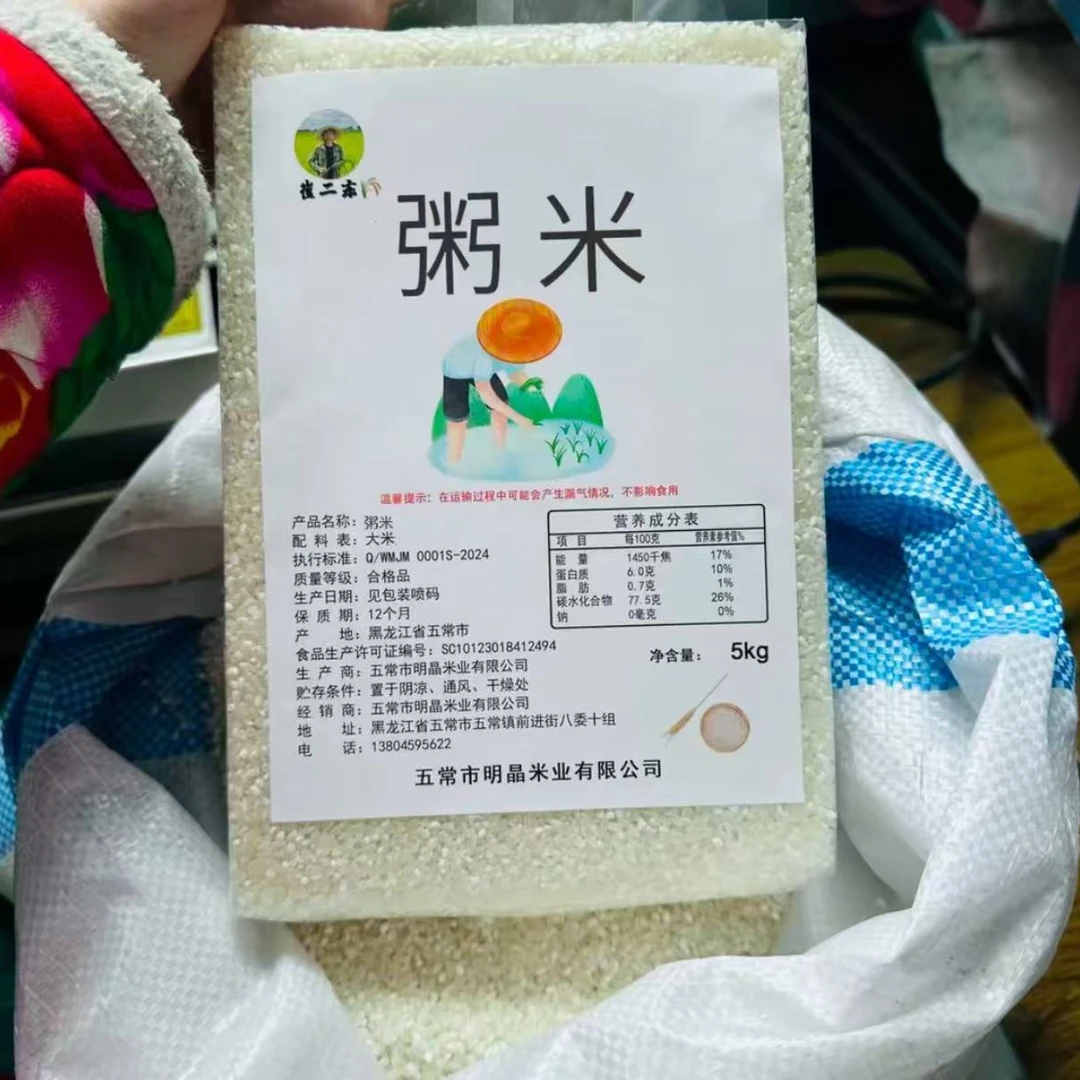 崔二东
粥米
温馨提示：在运输过程中可能会产生漏气情况，不影响食用
产品名称：粥米
配 料 表：大米
执行标准：Q/WMJM 0001S-2024
质量等级：合格品
生产日期：见包装喷码
保 质 期：12个月
产 地：黑龙江省五常市
食品生产许可证编号：SC10123018412494
生 产 商：五常市明晶米业有限公司
贮存条件：置于阴凉、通风、干燥处
经 销 商：五常市明晶米业有限公司
地 址：黑龙江省五常市五常镇前进街八委十组
电 话：13804595622
营养成分表
项 目 每100克 营养素参考值%
能 量 1450千焦 17%
蛋白质 6.0克 10%
脂 肪 0.7克 1%
碳水化合物 77.5克 26%
钠 0毫克 0%
净含量： 5kg
五常市明晶米业有限公司